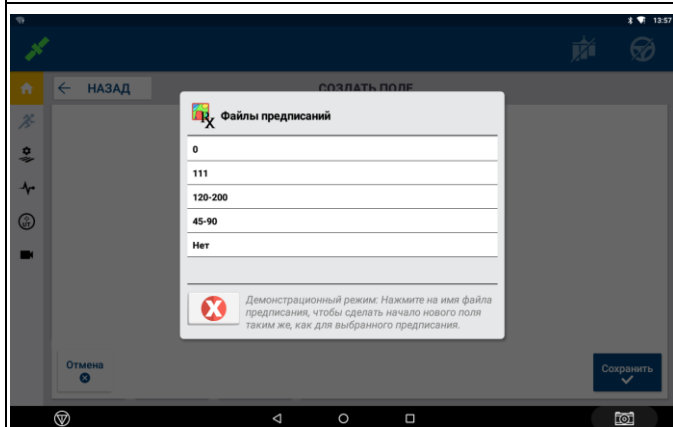 13:57
НАЗАД
СОЗДАТЬ ПОЛЕ
Rx
Файлы предписаний
0
111
120-200
45-90
Нет
Демонстрационный режим: Нажмите на имя файла
предписания, чтобы сделать начало нового поля
таким же, как для выбранного предписания.
Отмена
Сохранить